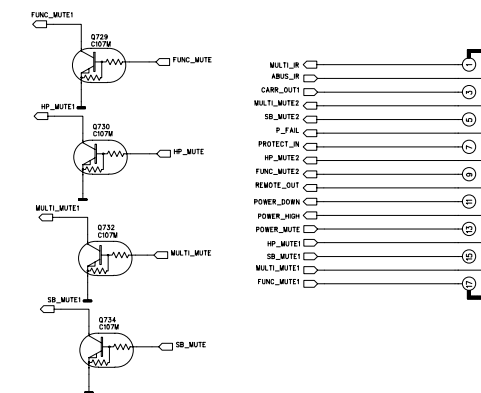 FUNC_MUTE1
Q729
C107M
FUNC_MUTE
HP_MUTE1
Q730
C107M
HP_MUTE
MULTI_MUTE1
Q732
C107M
MULTI_MUTE
SB_MUTE1
Q734
C107M
SB_MUTE
MULTI_IR
1
ABUS_IR
CARR_OUT1
3
MULTI_MUTE2
SB_MUTE2
5
P_FAIL
PROTECT_IN
7
HP_MUTE2
FUNC_MUTE2
9
REMOTE_OUT
POWER_DOWN
11
POWER_HIGH
POWER_MUTE
13
HP_MUTE1
SB_MUTE1
15
MULTI_MUTE1
FUNC_MUTE1
17